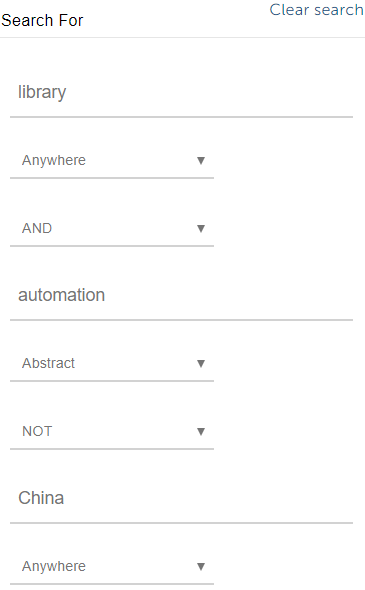 Clear search
Search For
library
Anywhere ▼
AND ▼
automation
Abstract ▼
NOT ▼
China
Anywhere ▼